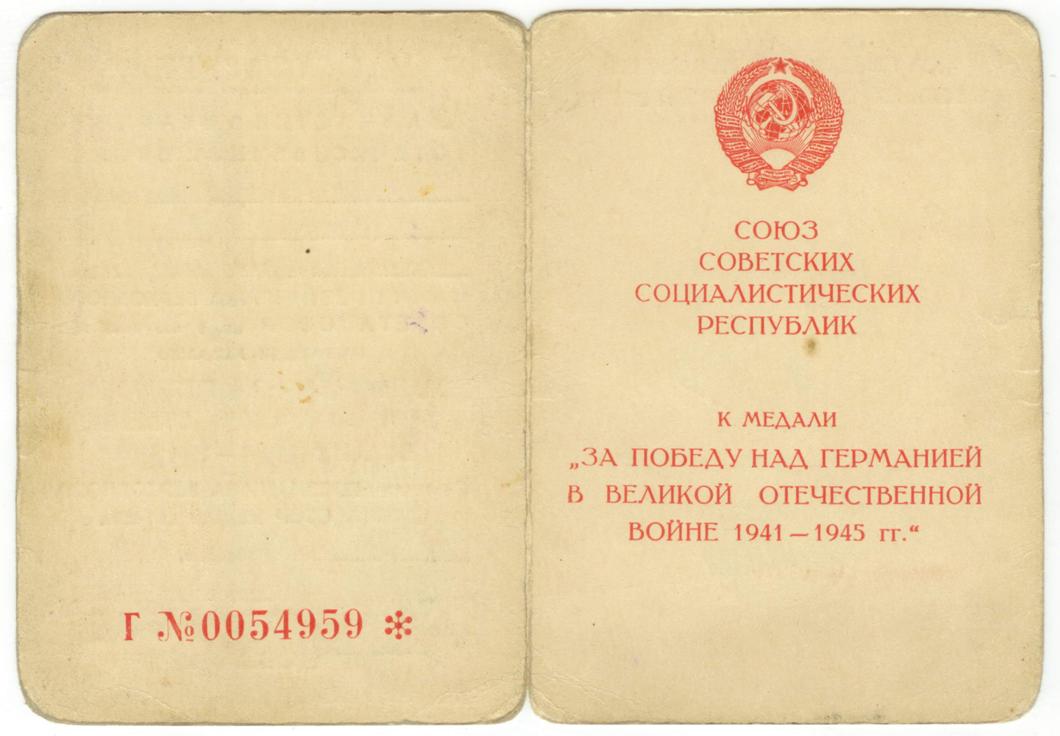 Г №0054959 *
СОЮЗ
СОВЕТСКИХ
СОЦИАЛИСТИЧЕСКИХ
РЕСПУБЛИК
К МЕДАЛИ
„ЗА ПОБЕДУ НАД ГЕРМАНИЕЙ
В ВЕЛИКОЙ ОТЕЧЕСТВЕННОЙ
ВОЙНЕ 1941—1945 гг.“